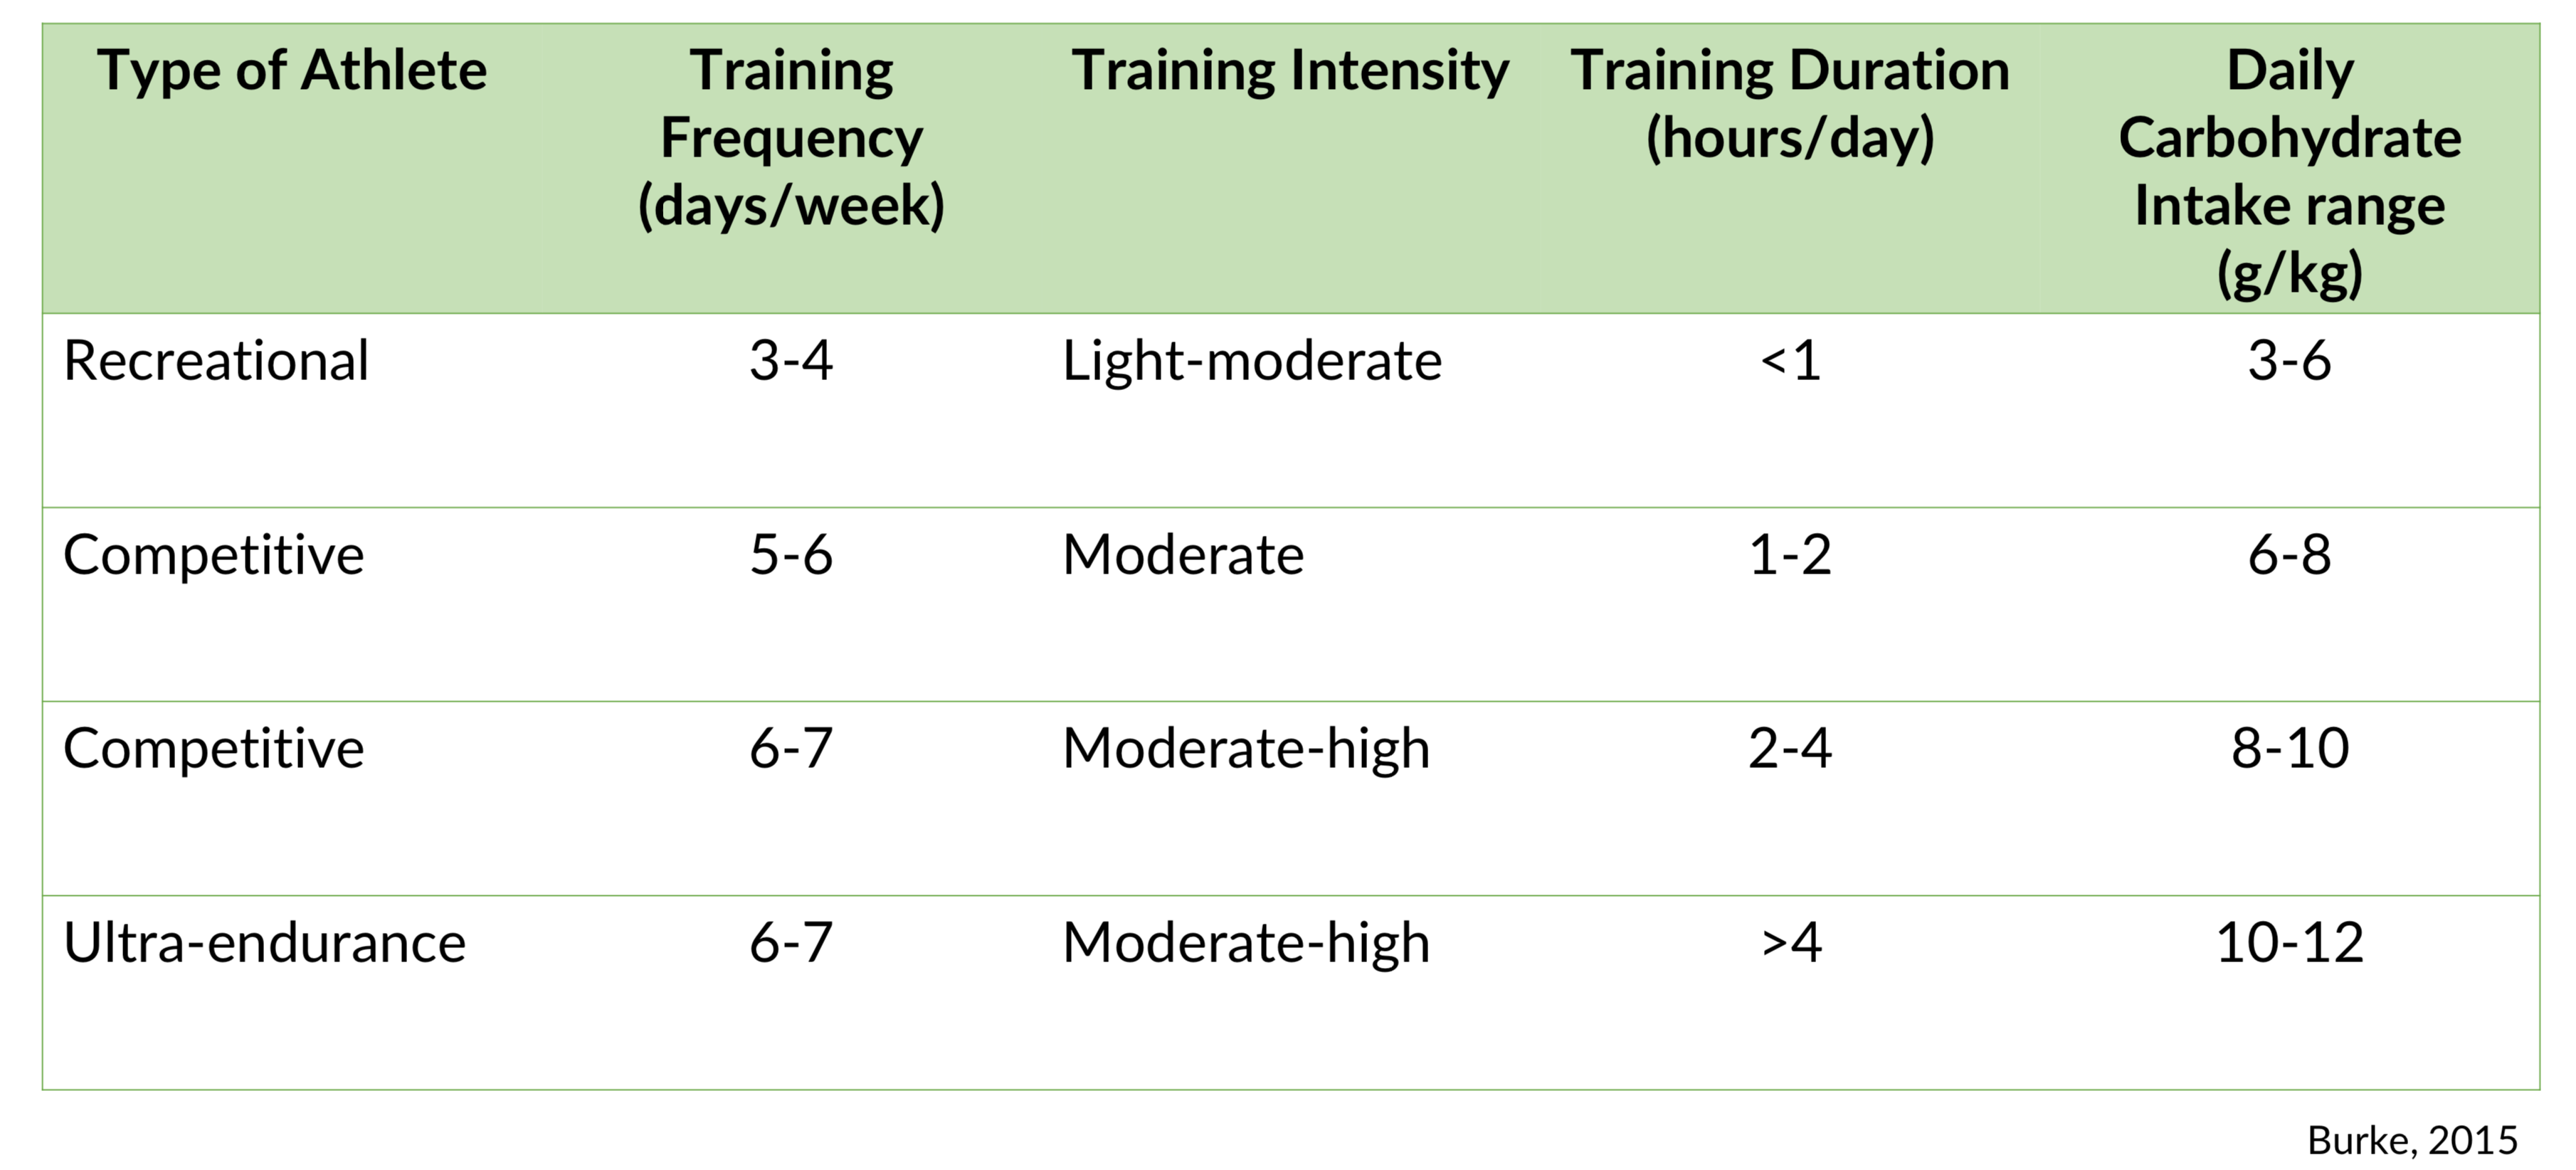 Type of Athlete
Training
Frequency
(days/week)
Training Intensity
Training Duration
(hours/day)
Daily
Carbohydrate
Intake range
(g/kg)
Recreational 3-4 Light-moderate <1 3-6
Competitive 5-6 Moderate 1-2 6-8
Competitive 6-7 Moderate-high 2-4 8-10
Ultra-endurance 6-7 Moderate-high >4 10-12
Burke, 2015